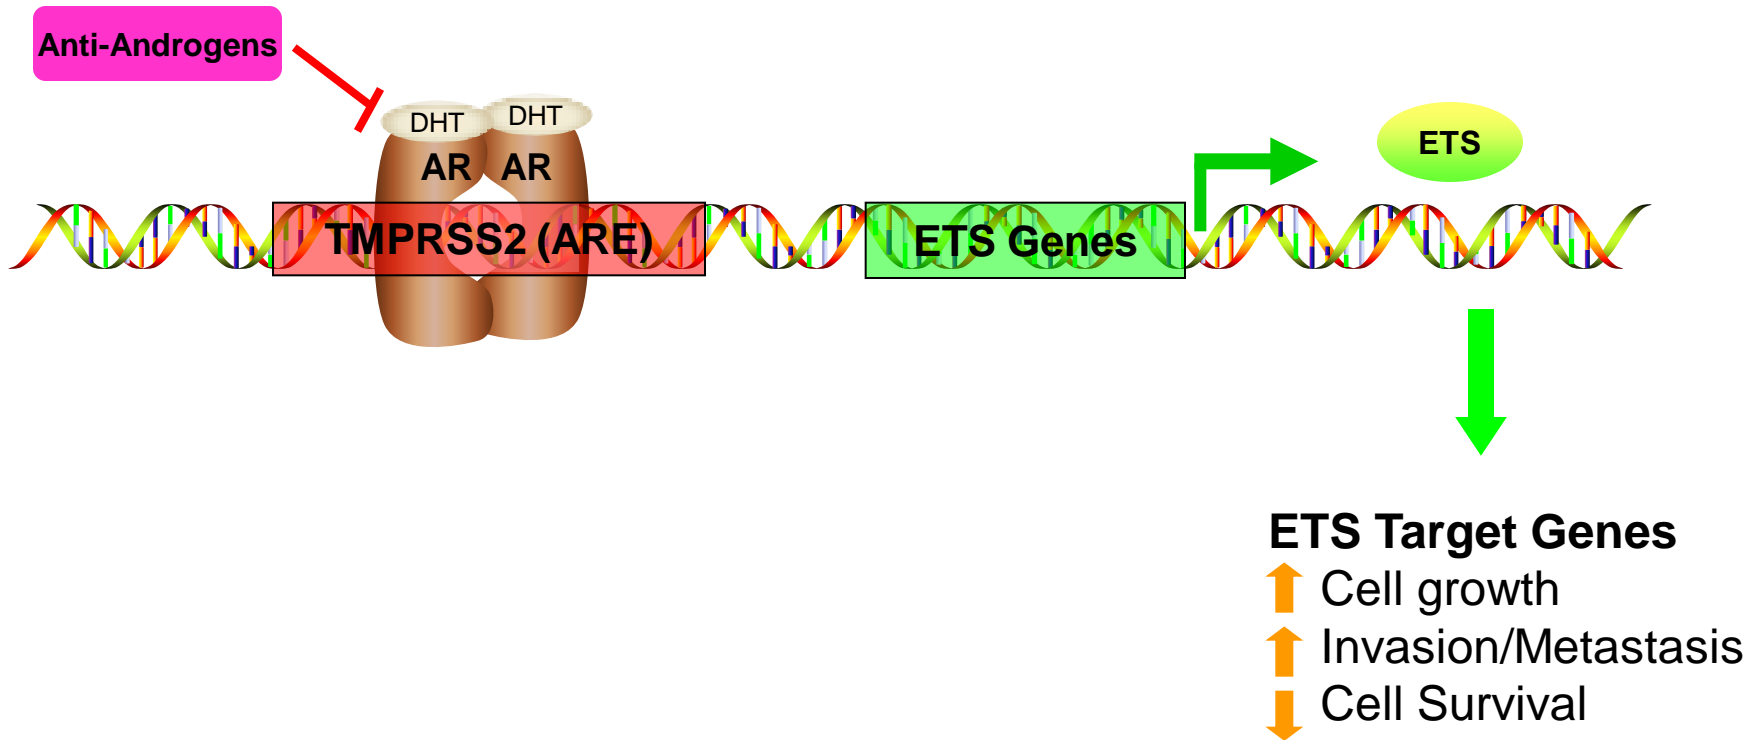 Anti-Androgens
DHT
DHT
AR
AR
ETS
TMPRSS2 (ARE)
ETS Genes
ETS Target Genes
Cell growth
Invasion/Metastasis
Cell Survival